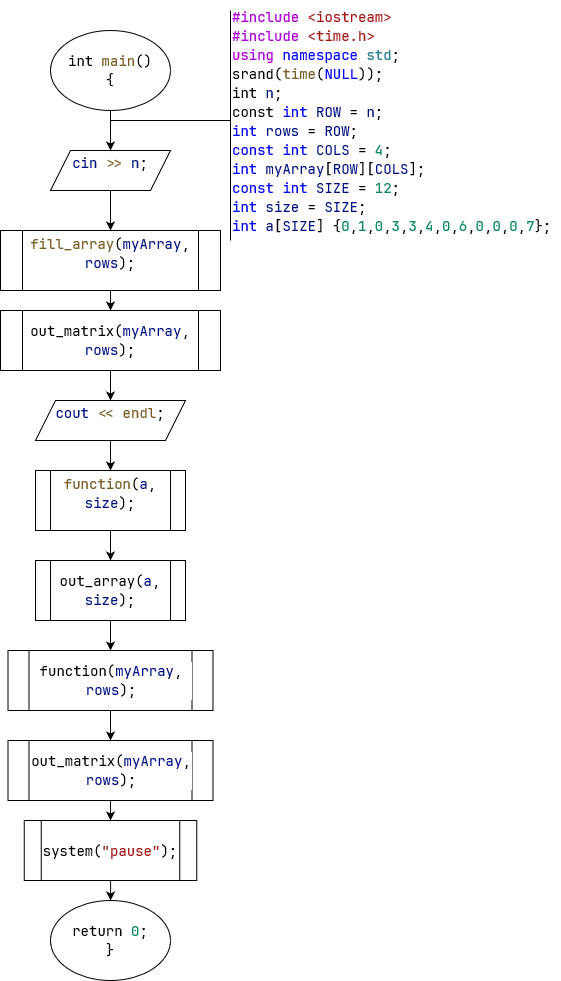 int main()
{
#include <iostream>
#include <time.h>
using namespace std;
srand(time(NULL));
int n;
const int ROW = n;
int rows = ROW;
const int COLS = 4;
int myArray[ROW][COLS];
const int SIZE = 12;
int size = SIZE;
int a[SIZE] {0,1,0,3,3,4,0,6,0,0,0,7};
cin >> n;
fill_array(myArray,
rows);
out_matrix(myArray,
rows);
cout << endl;
function(a,
size);
out_array(a,
size);
function(myArray,
rows);
out_matrix(myArray,
rows);
system("pause");
return 0;
}